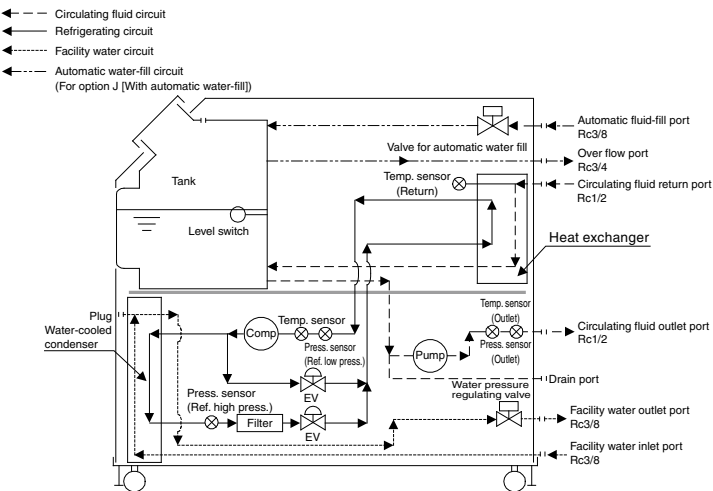 Circulating fluid circuit
Refrigerating circuit
Facility water circuit
Automatic water-fill circuit
(For option J [With automatic water-fill])
Automatic fluid-fill port
Rc3/8
Valve for automatic water fill
Over flow port
Rc3/4
Tank
Temp. sensor
(Return)
Circulating fluid return port
Rc1/2
Level switch
Heat exchanger
Plug
Water-cooled
condenser
Comp
Temp. sensor
Press. sensor
(Ref. low press.)
Temp. sensor
(Outlet)
Press. sensor
(Outlet)
Pump
Circulating fluid outlet port
Rc1/2
EV
Drain port
Press. sensor
(Ref. high press.)
Filter
EV
Water pressure
regulating valve
Facility water outlet port
Rc3/8
Facility water inlet port
Rc3/8